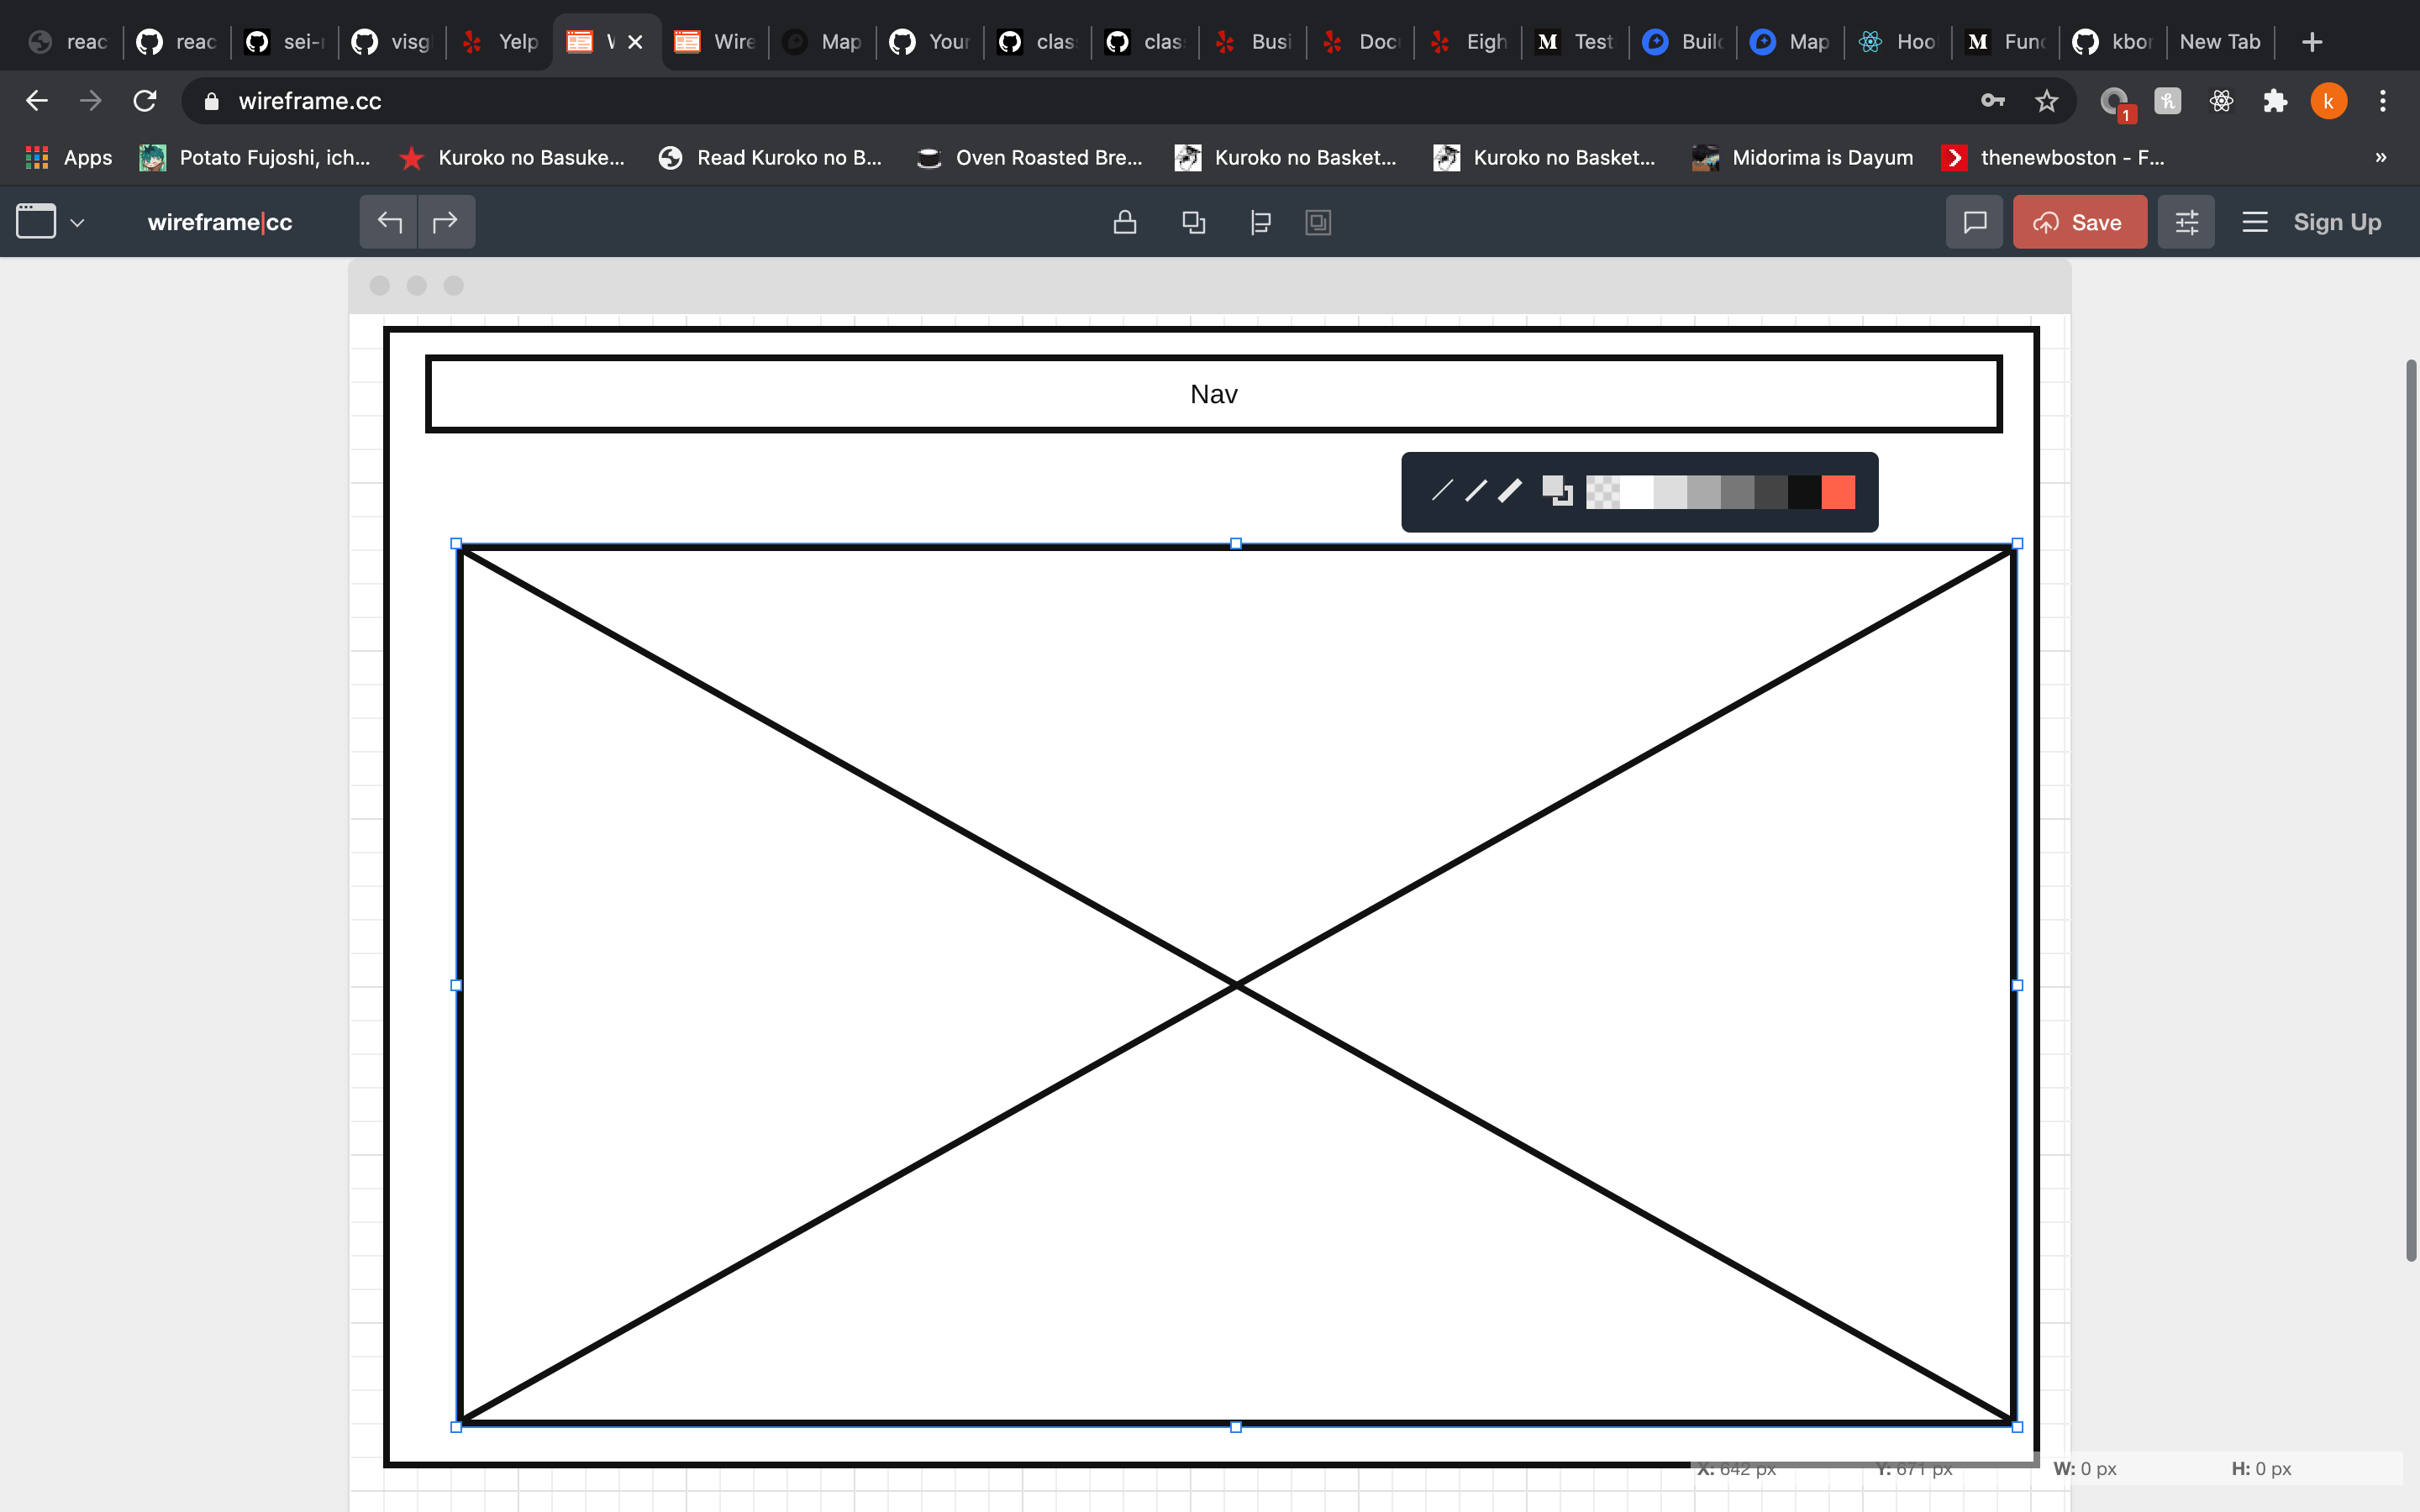 reac
reac
sei-r
visg
Yelp
Wire
Map
Your
clas
clas
Busi
Doc
Eigh
M Test
Build
Map
Hoo
M Func
kbor
New Tab
wireframe.cc
1
h
k
Apps
Potato Fujoshi, ich...
Kuroko no Basuke...
Read Kuroko no B...
Oven Roasted Bre...
Kuroko no Basket...
Kuroko no Basket...
Midorima is Dayum
thenewboston - F...
»
wireframe|cc
Save
Sign Up
Nav
X: 642 px Y: 671 px W: 0 px H: 0 px